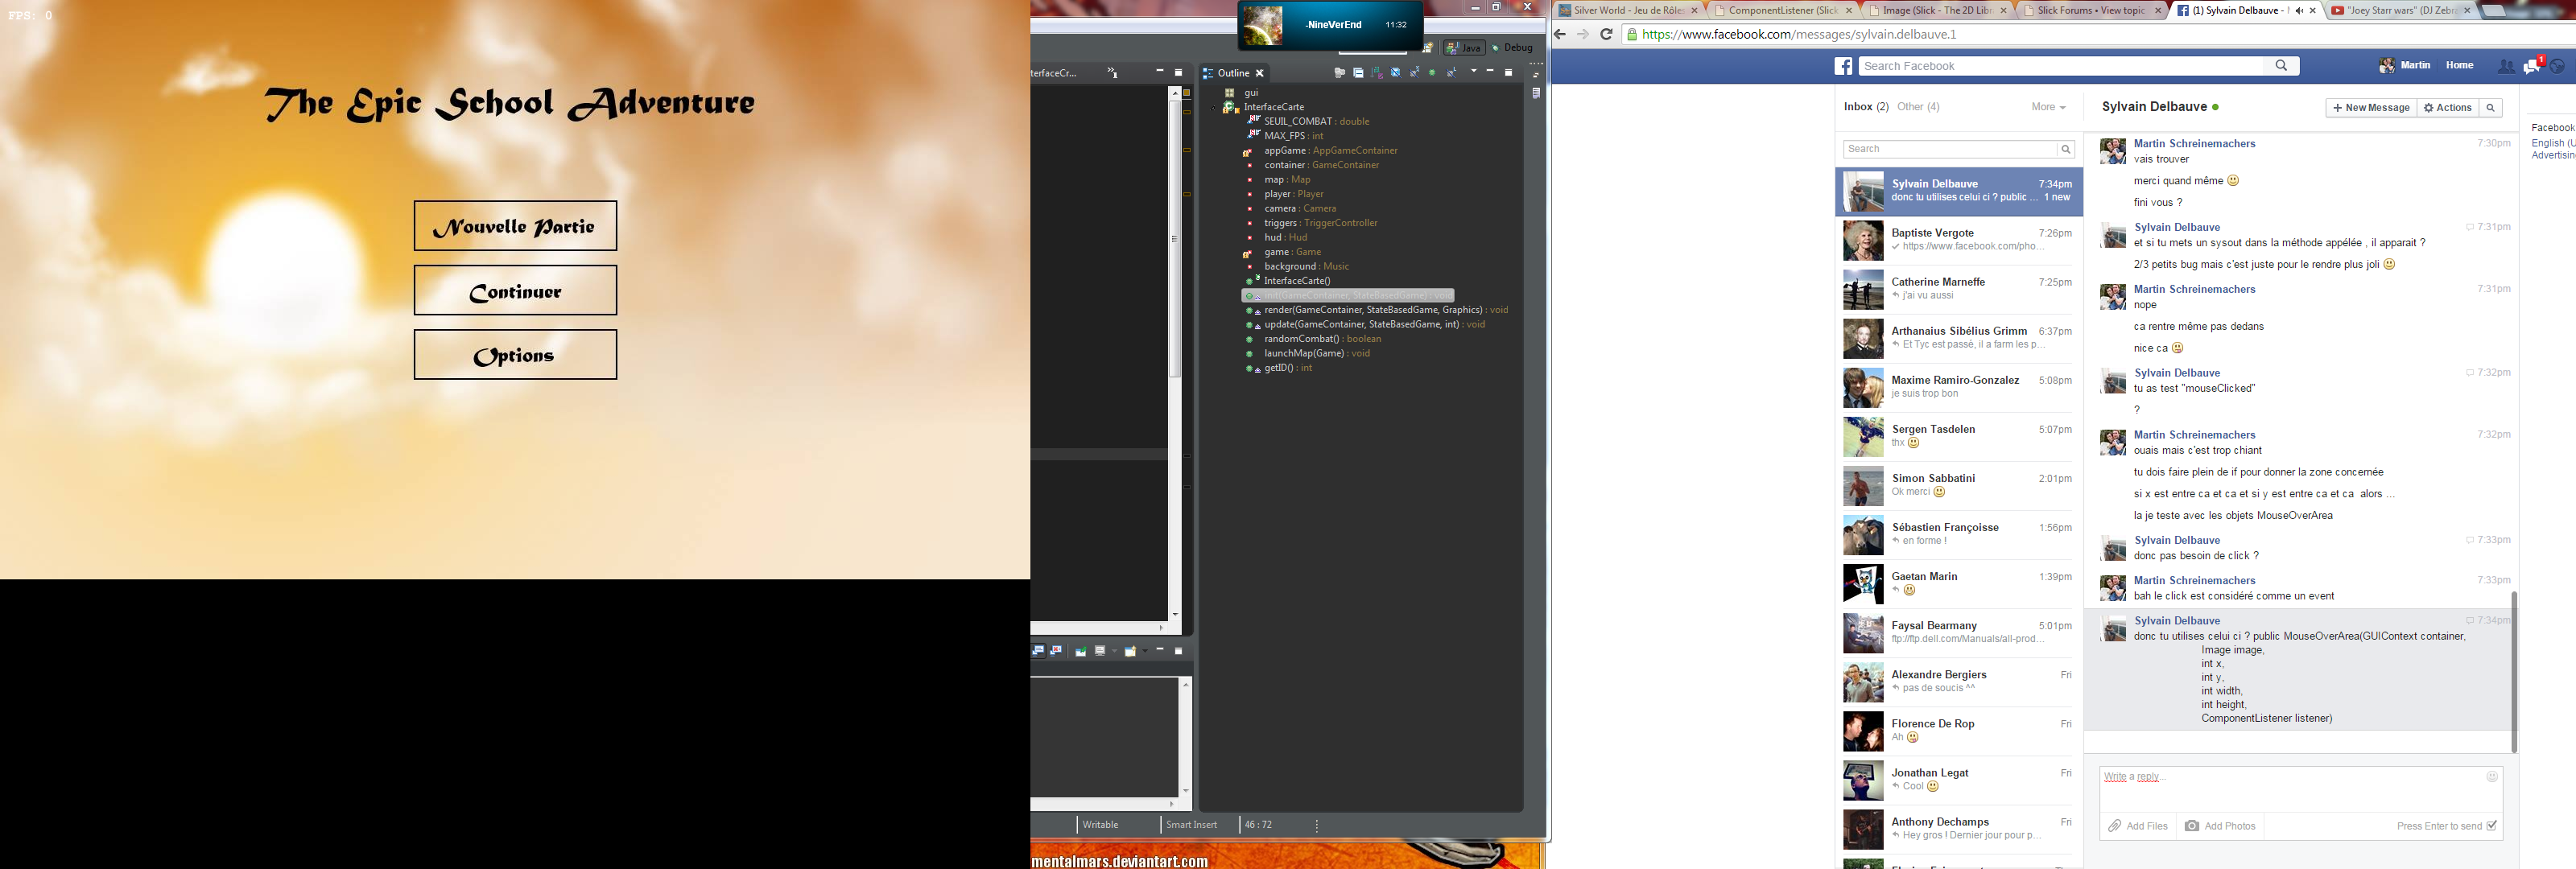 FPS: 0
The Epic School Adventure
Nouvelle Partie
Continuer
Options
-NineVerEnd 11:32
Java Debug
terfaceCr...
Outline
gui
InterfaceCarte
SEUIL_COMBAT : double
MAX_FPS : int
appGame : AppGameContainer
container : GameContainer
map : Map
player : Player
camera : Camera
triggers : TriggerController
hud : Hud
game : Game
background : Music
InterfaceCarte()
init(GameContainer, StateBasedGame) : void
render(GameContainer, StateBasedGame, Graphics) : void
update(GameContainer, StateBasedGame, int) : void
randomCombat() : boolean
launchMap(Game) : void
getID() : int
Writable Smart Insert 46 : 72
mentalmars.deviantart.com
Silver World - Jeu de Rôle
ComponentListener (Slick
Image (Slick - The 2D Libr
Slick Forums • View topic
(1) Sylvain Delbauve -
"Joey Starr wars" (DJ Zebra
https://www.facebook.com/messages/sylvain.delbauve.1
Search Facebook
Martin Home
1
Inbox (2) Other (4) More
Search
Sylvain Delbauve 7:34pm
donc tu utilises celui ci ? public ... 1 new
Baptiste Vergote 7:26pm
https://www.facebook.com/pho...
Catherine Marneffe 7:25pm
j'ai vu aussi
Arthanaius Sibélius Grimm 6:37pm
Et Tyc est passé, il a farm les p...
Maxime Ramiro-Gonzalez 5:08pm
je suis trop bon
Sergen Tasdelen 5:07pm
thx
Simon Sabbatini 2:01pm
Ok merci
Sébastien Françoisse 1:56pm
en forme !
Gaetan Marin 1:39pm
Faysal Bearmany 5:01pm
ftp://ftp.dell.com/Manuals/all-prod...
Alexandre Bergiers Fri
pas de soucis ^^
Florence De Rop Fri
Ah
Jonathan Legat Fri
Cool
Anthony Dechamps Fri
Hey gros ! Dernier jour pour p...
Sylvain Delbauve
New Message Actions
Martin Schreinemachers 7:30pm
vais trouver
merci quand même
fini vous ?
Sylvain Delbauve 7:31pm
et si tu mets un sysout dans la méthode appélée , il apparait ?
2/3 petits bug mais c'est juste pour le rendre plus joli
Martin Schreinemachers 7:31pm
nope
ca rentre même pas dedans
nice ca
Sylvain Delbauve 7:32pm
tu as test "mouseClicked"
?
Martin Schreinemachers 7:32pm
ouais mais c'est trop chiant
tu dois faire plein de if pour donner la zone concernée
si x est entre ca et ca et si y est entre ca et ca alors ...
la je teste avec les objets MouseOverArea
Sylvain Delbauve 7:33pm
donc pas besoin de click ?
Martin Schreinemachers 7:33pm
bah le click est considéré comme un event
Sylvain Delbauve 7:34pm
donc tu utilises celui ci ? public MouseOverArea(GUIContext container,
Image image,
int x,
int y,
int width,
int height,
ComponentListener listener)
Write a reply...
Add Files Add Photos Press Enter to send
Facebook
English (U
Advertisin